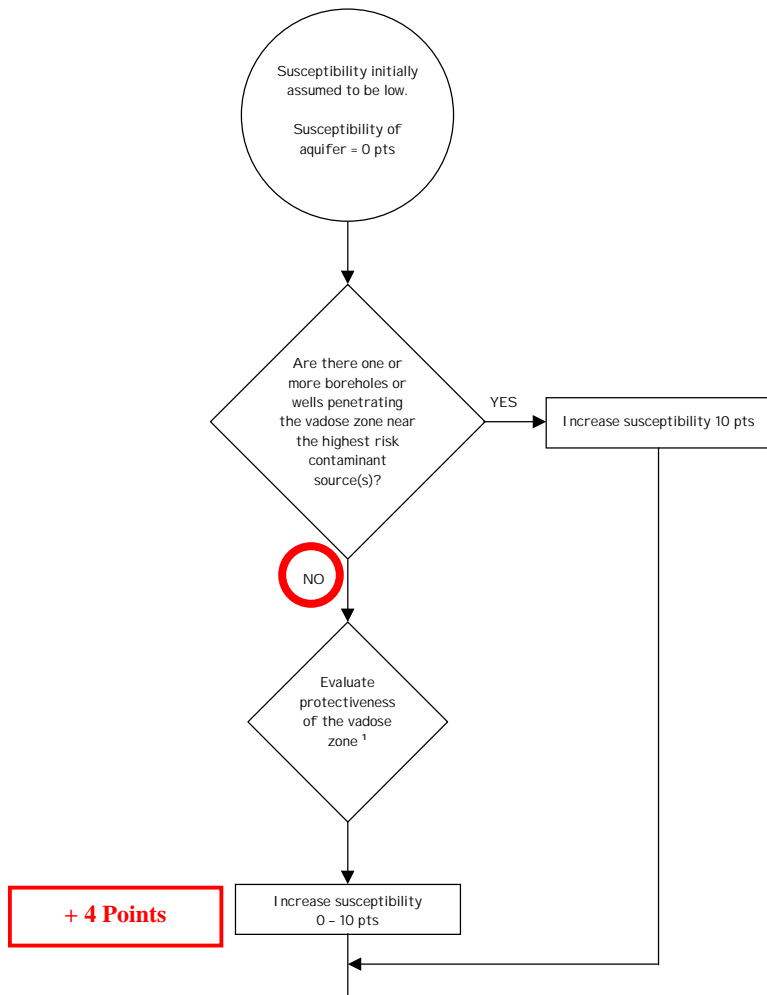 Susceptibility initially
assumed to be low.
Susceptibility of
aquifer = 0 pts
Are there one or
more boreholes or
wells penetrating
the vadose zone near
the highest risk
contaminant
source(s)?
YES
Increase susceptibility 10 pts
NO
Evaluate
protectiveness
of the vadose
zone ¹
+ 4 Points
Increase susceptibility
0 – 10 pts